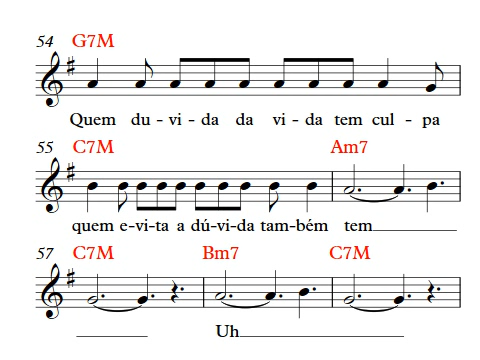 54 G7M
Quem du - vi - da da vi - da tem cul - pa
55 C7M Am7
quem e-vi-ta a dú-vi-da tam-bém tem
57 C7M Bm7 C7M
Uh